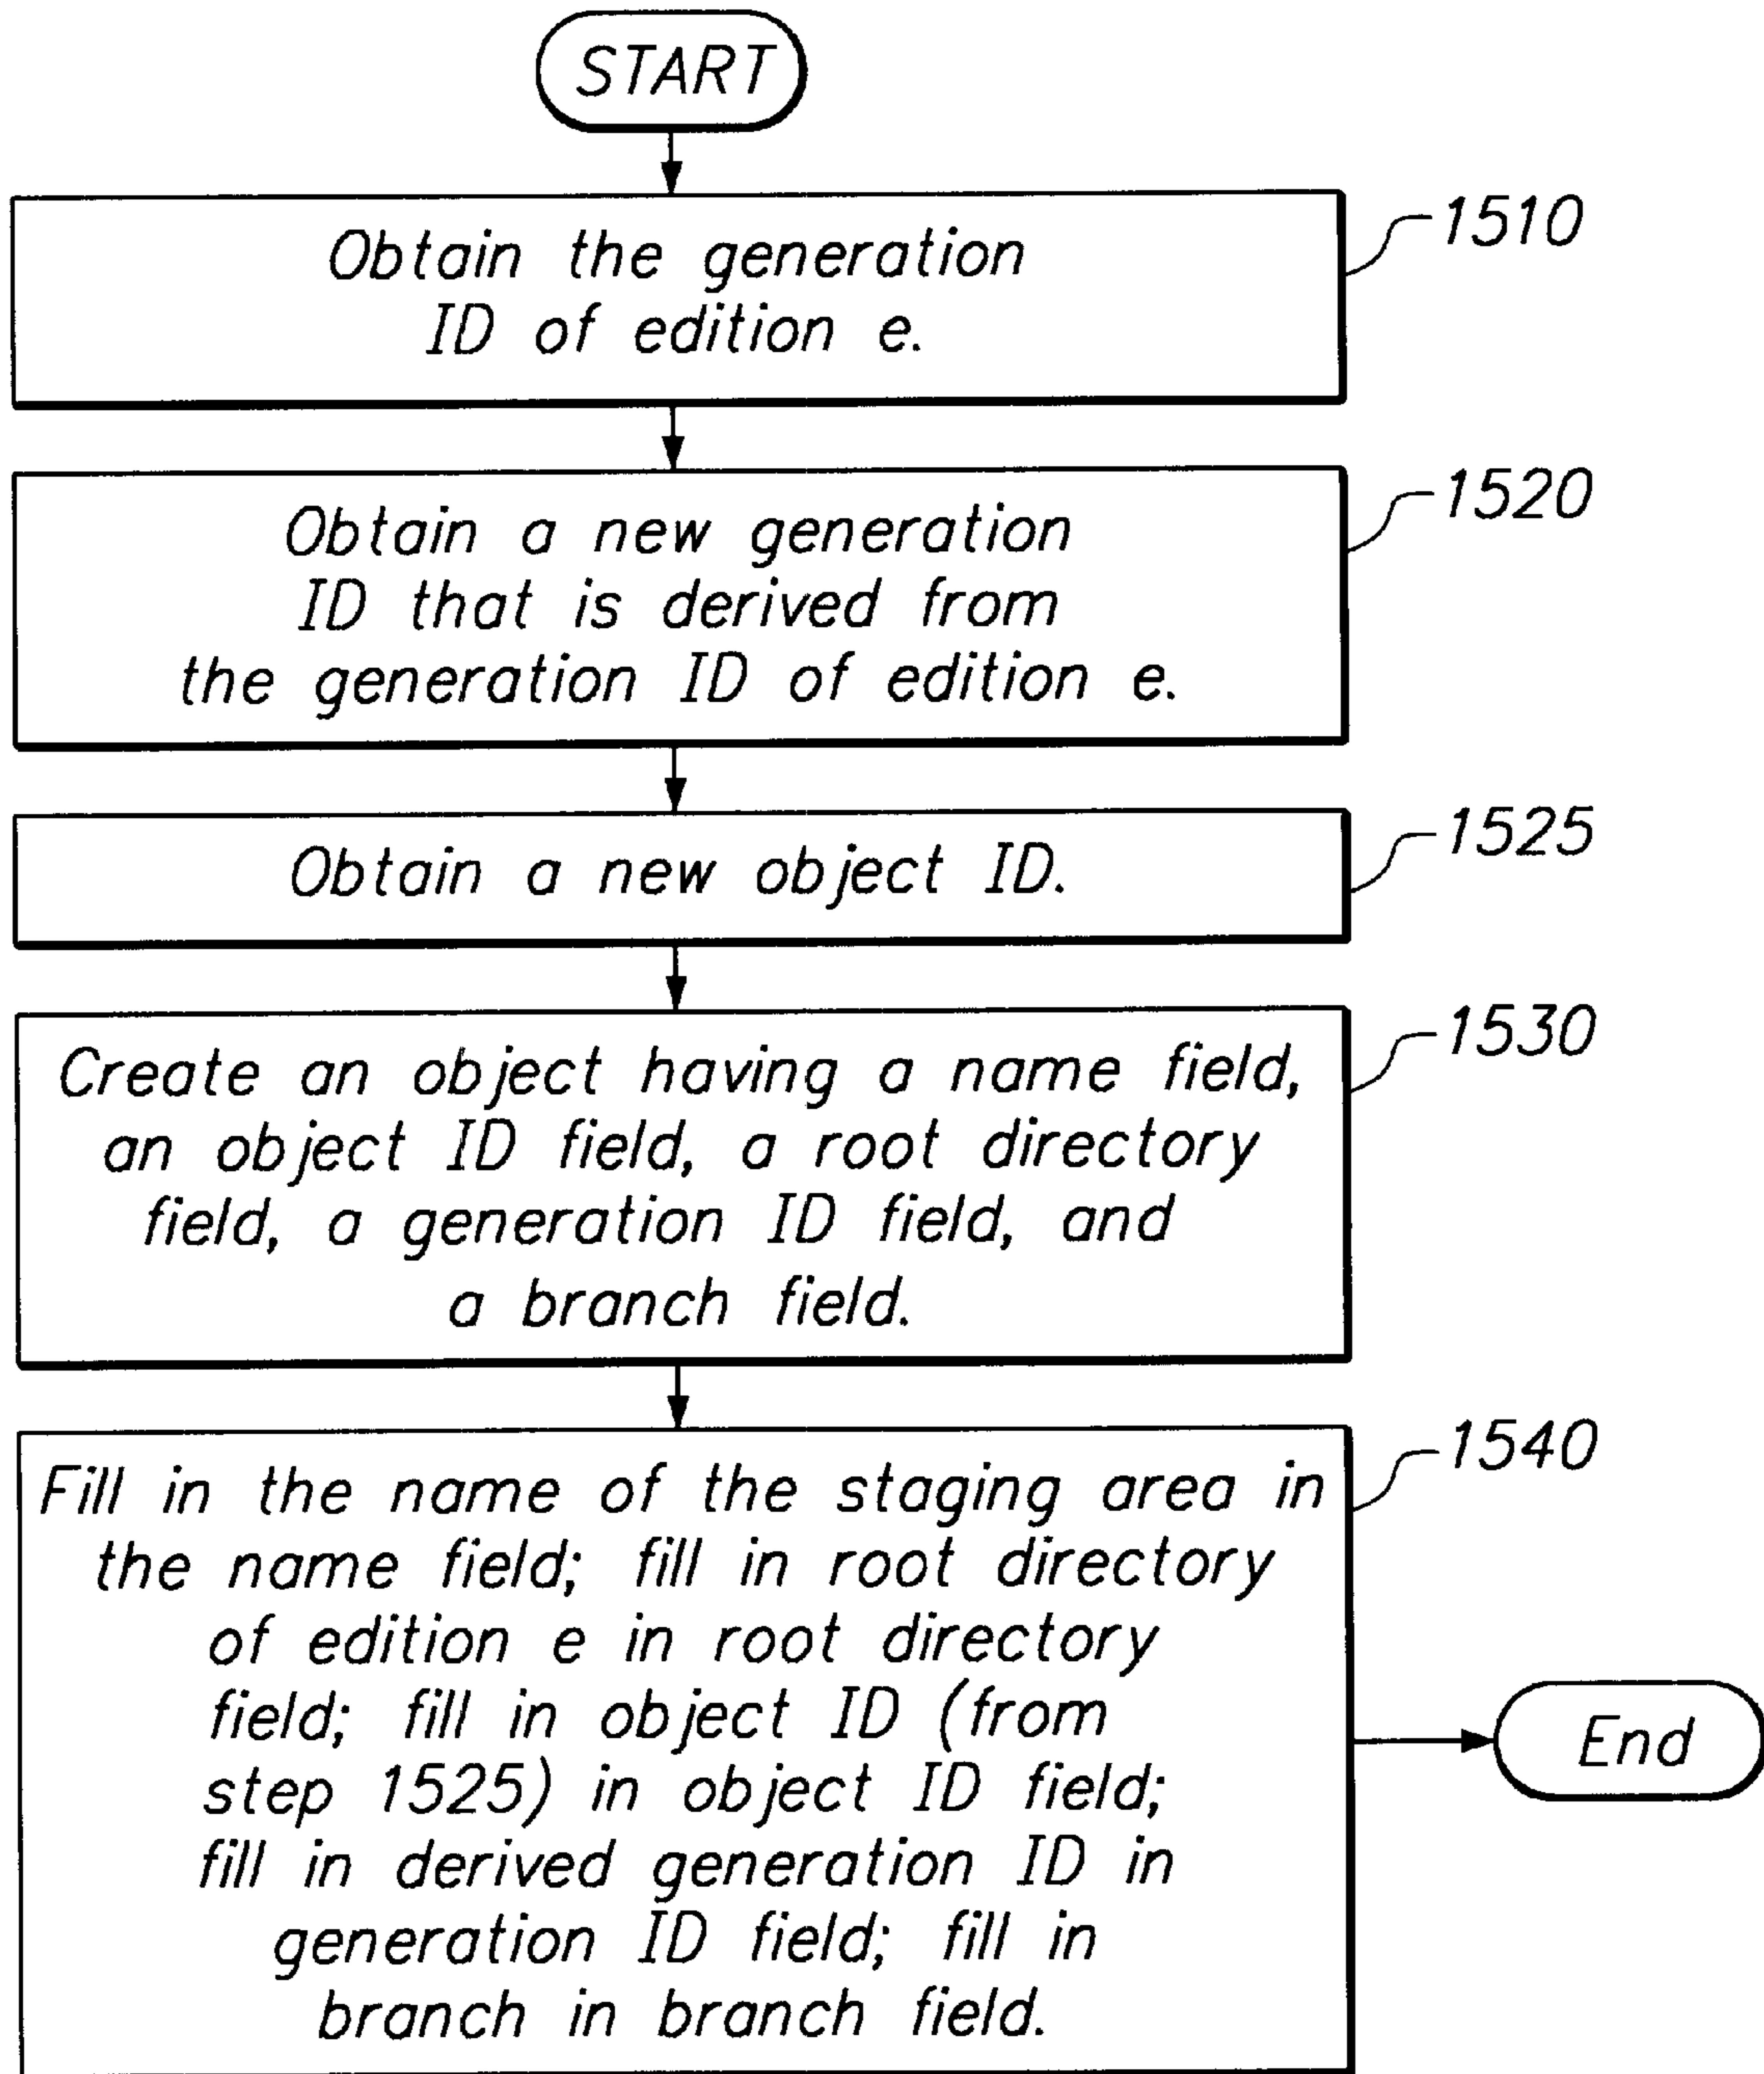 START
Obtain the generation
ID of edition e.
1510
Obtain a new generation
ID that is derived from
the generation ID of edition e.
1520
Obtain a new object ID.
1525
Create an object having a name field,
an object ID field, a root directory
field, a generation ID field, and
a branch field.
1530
Fill in the name of the staging area in
the name field; fill in root directory
of edition e in root directory
field; fill in object ID (from
step 1525) in object ID field;
fill in derived generation ID in
generation ID field; fill in
branch in branch field.
1540
End